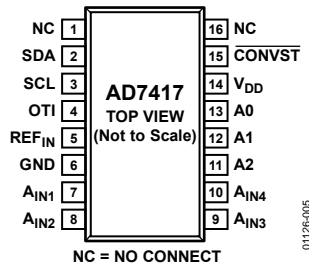 NC 1 16 NC
SDA 2 15 CONVST
SCL 3 AD7417 14 VDD
OTI 4 TOP VIEW 13 A0
REFIN 5 (Not to Scale) 12 A1
GND 6 11 A2
AIN1 7 10 AIN4
AIN2 8 9 AIN3
NC = NO CONNECT
01126-005